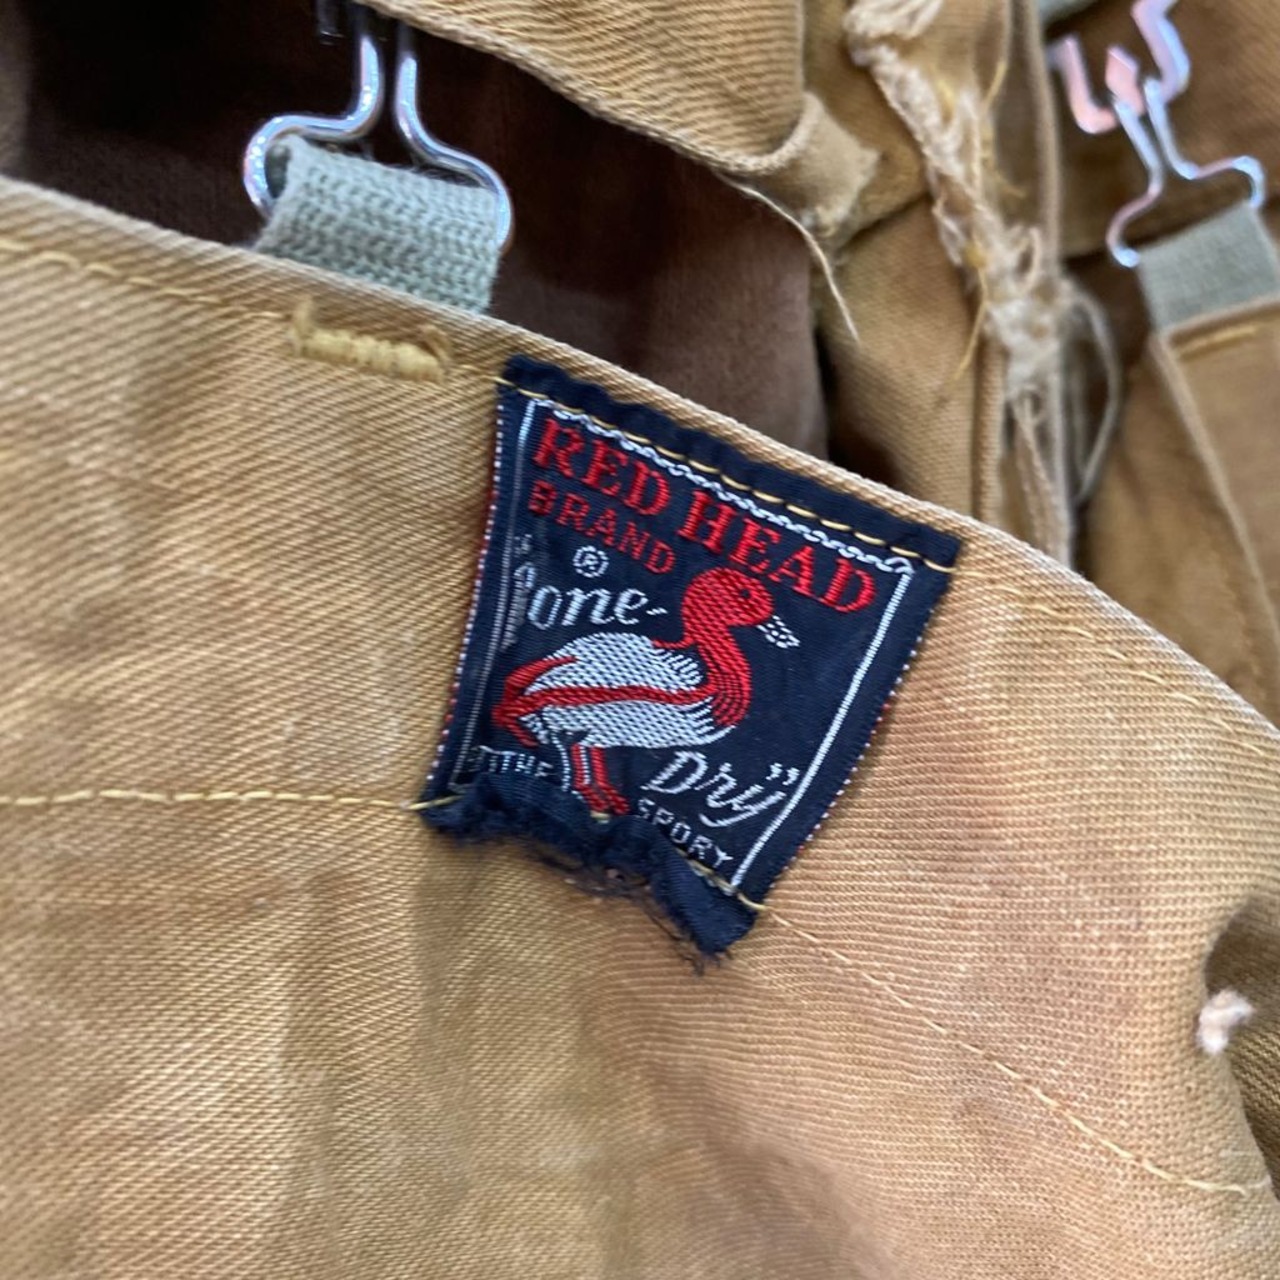 RED HEAD
BRAND
®
one-
Dry"
THE
SPORT